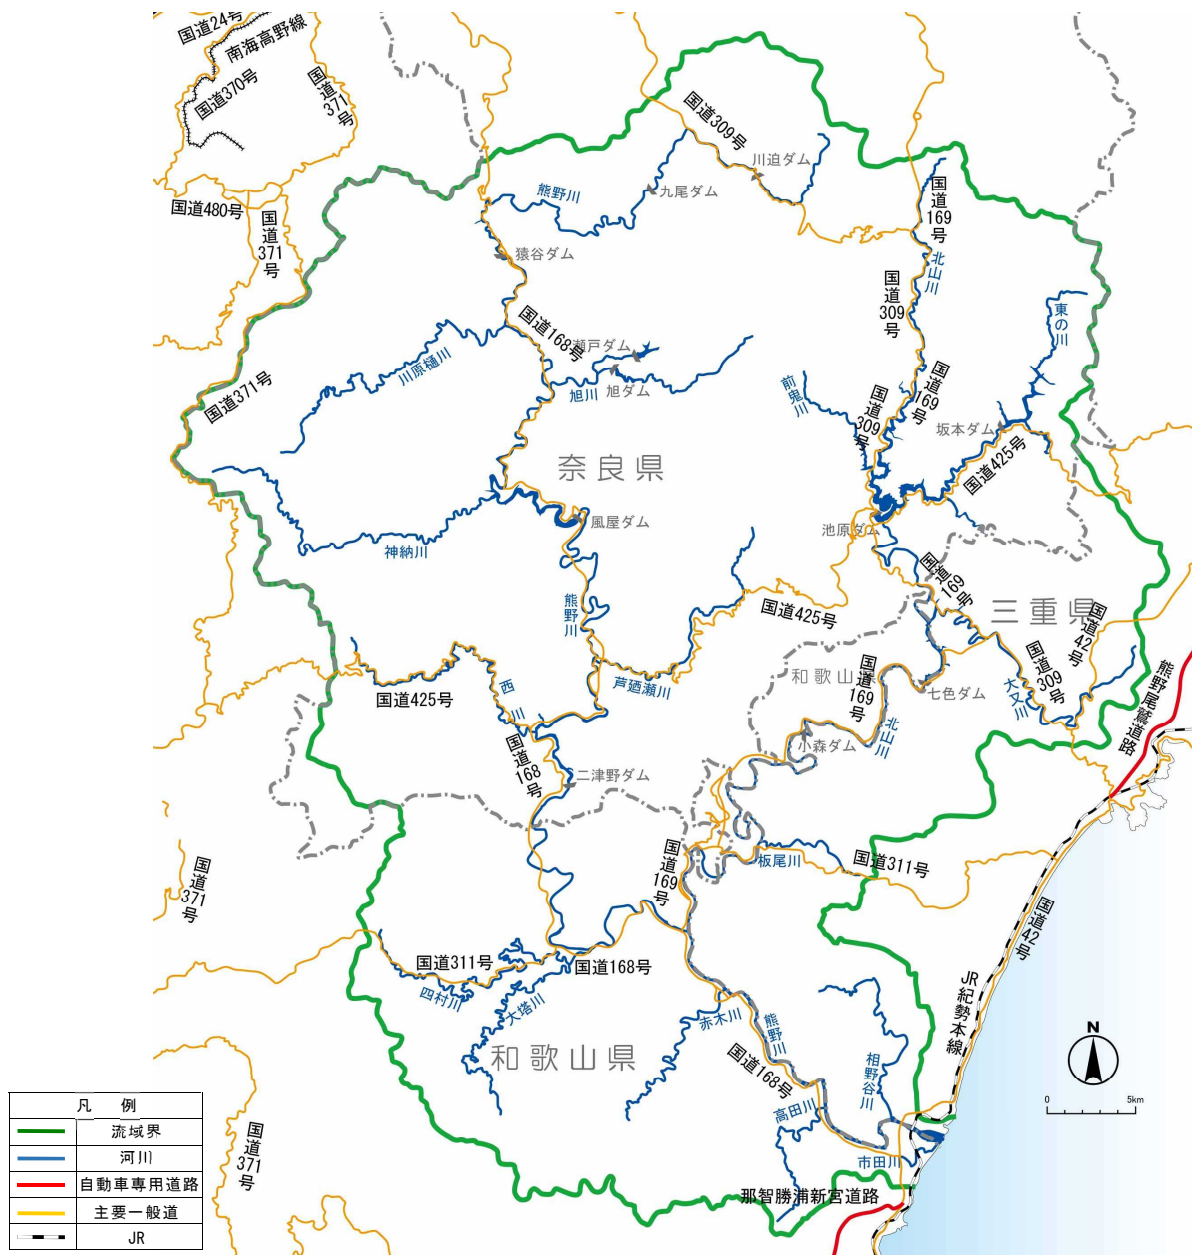 国道24号
南海高野線
国道370号
国道371号
国道309号
川迫ダム
九尾ダム
熊野川
国道169号
国道480号
国道371号
猿谷ダム
北山川
国道309号
東の川
国道168号
瀬戸ダム
川原樋川
旭川
旭ダム
国道371号
前鬼川
国道169号
国道309号
坂本ダム
国道425号
奈良県
風屋ダム
池原ダム
神納川
国道169号
熊野川
国道425号
三重県
国道42号
和歌山県
国道169号
国道309号
熊野尾鷲道路
芦廼瀬川
国道425号
西川
七色ダム
大又川
北山川
小森ダム
国道168号
二津野ダム
国道169号
板尾川
国道311号
国道371号
国道42号
国道311号
国道168号
四村川
大塔川
JR紀勢本線
赤木川
熊野川
和歌山県
国道168号
相野谷川
高田川
N
0
5km
市田川
那智勝浦新宮道路
国道371号
凡 例
流域界
河川
自動車専用道路
主要一般道
JR